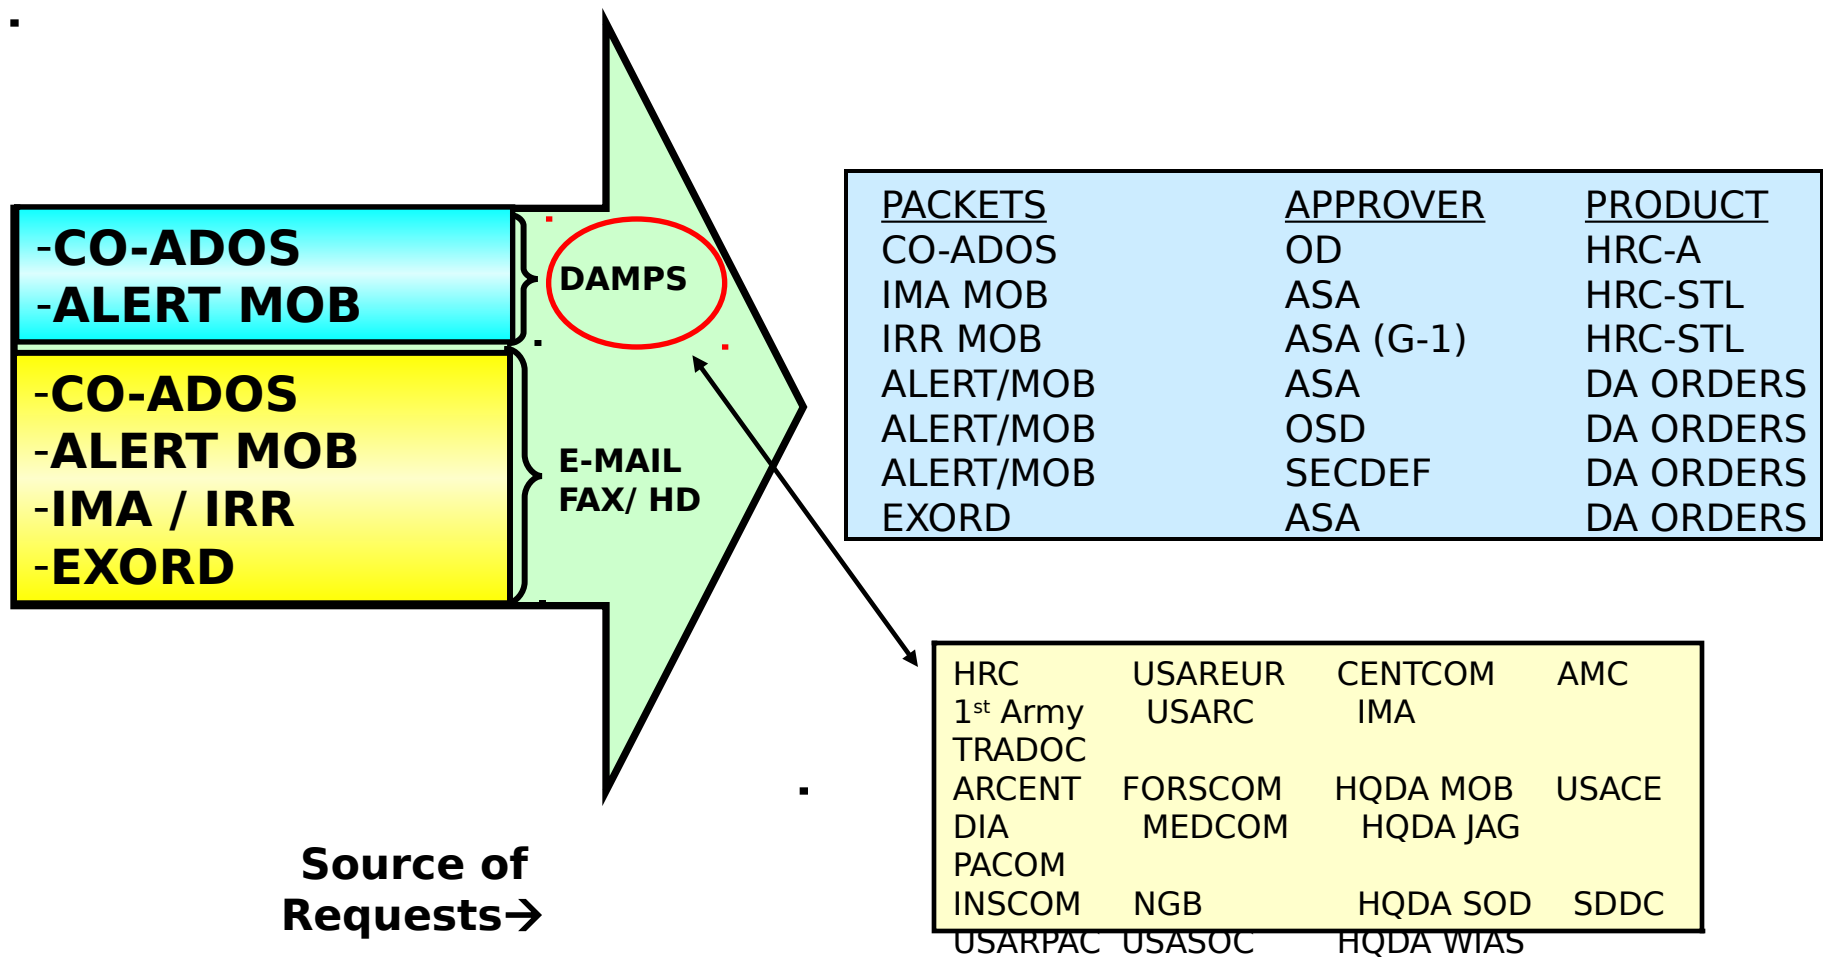 -CO-ADOS
-ALERT MOB
DAMPS
-CO-ADOS
-ALERT MOB
-IMA / IRR
-EXORD
E-MAIL
FAX/ HD
PACKETS APPROVER PRODUCT
CO-ADOS OD HRC-A
IMA MOB ASA HRC-STL
IRR MOB ASA (G-1) HRC-STL
ALERT/MOB ASA DA ORDERS
ALERT/MOB OSD DA ORDERS
ALERT/MOB SECDEF DA ORDERS
EXORD ASA DA ORDERS
HRC USAREUR CENTCOM AMC
1st Army USARC IMA
TRADOC
ARCENT FORSCOM HQDA MOB USACE
DIA MEDCOM HQDA JAG
PACOM
INSCOM NGB HQDA SOD SDDC
USARPAC USASOC HQDA WIAS
Source of
Requests→